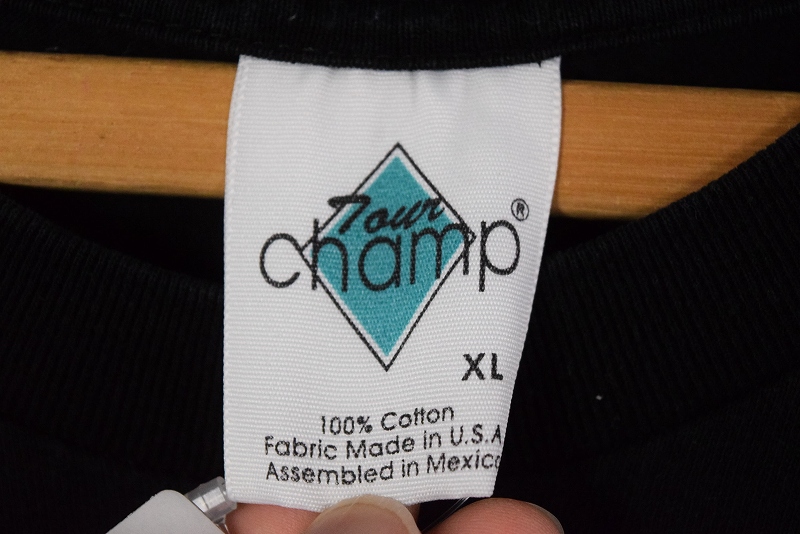 Tour
champ®
XL
100% Cotton
Fabric Made in U.S.A
Assembled in Mexico